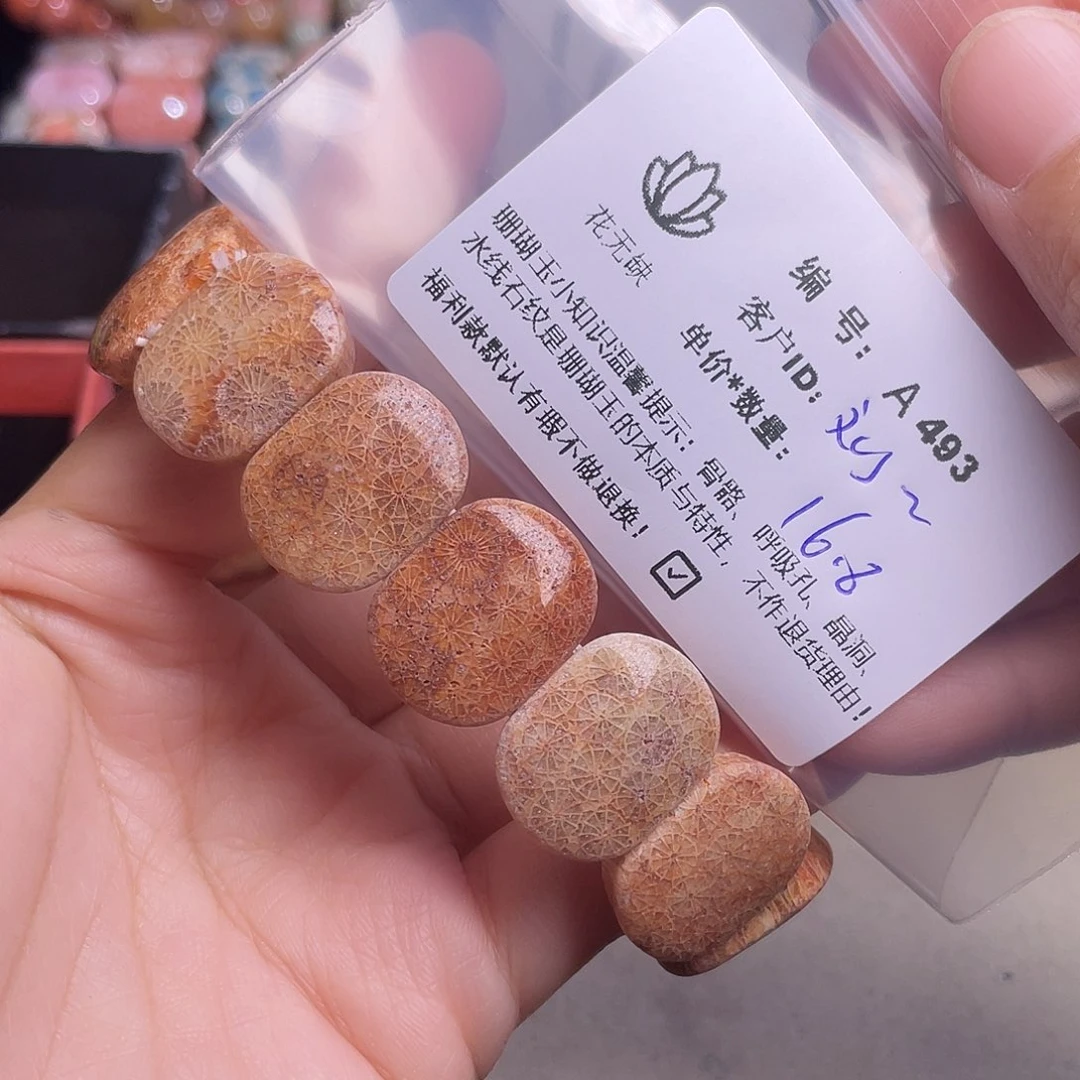 花无缺
编 号：A 493
客户ID：
单价*数量：168
珊瑚玉小知识温馨提示：骨骼、呼吸孔、晶洞、
水线石纹是珊瑚玉的本质与特性，不作退货理由！
福利款默认有瑕不做退换！ ☑